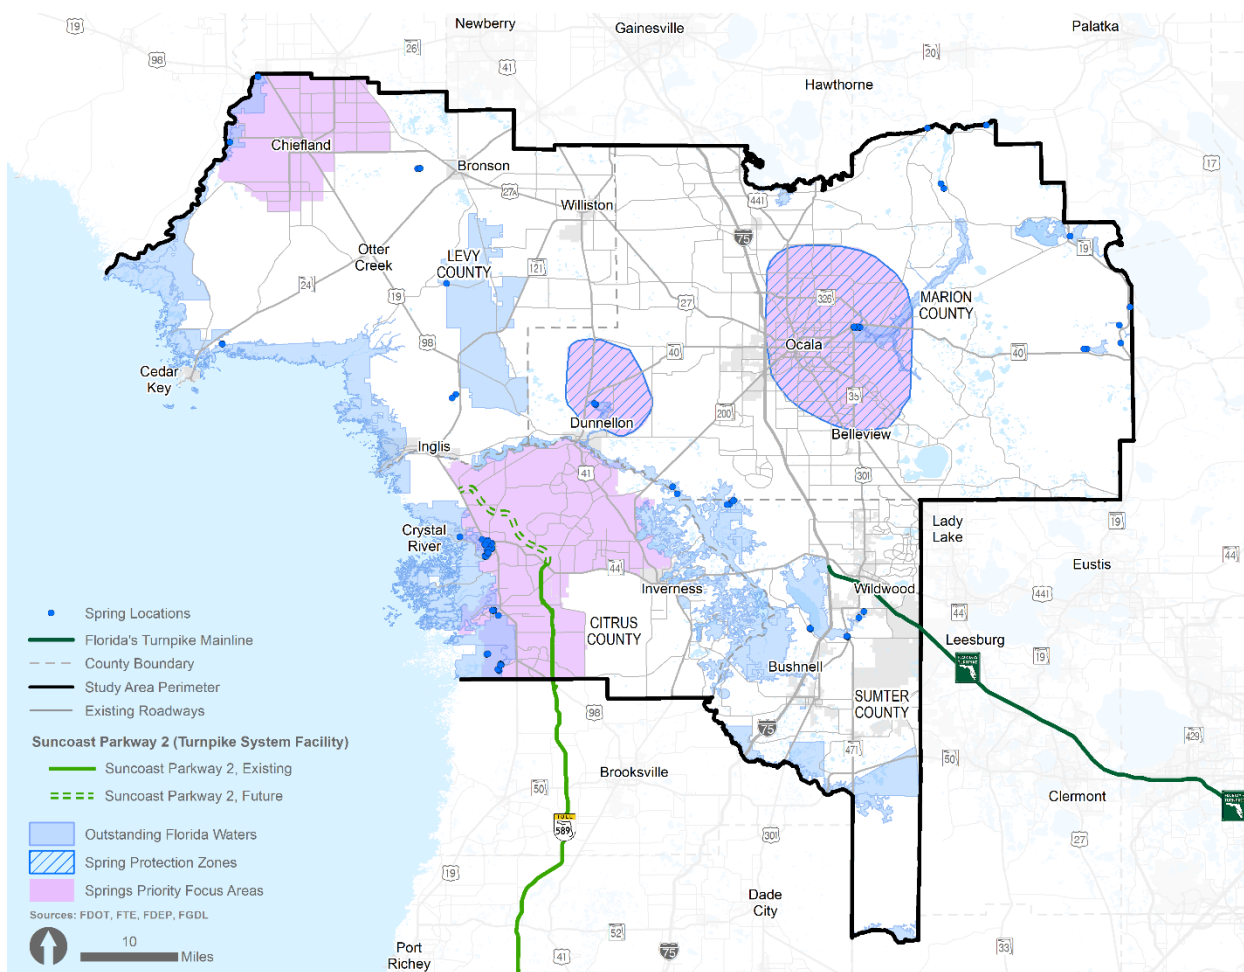 Newberry
Gainesville
Palatka
19
98
26
41
20
Hawthorne
17
Chiefland
Bronson
27A
Williston
441
75
19
Otter
Creek
LEVY
COUNTY
121
24
19
27
326
MARION
COUNTY
98
Ocala
40
40
Cedar
Key
35
200
Dunnellon
Belleview
Inglis
41
301
Crystal
River
Lady
Lake
19
44
Eustis
44
Inverness
Wildwood
441
44
CITRUS
COUNTY
Leesburg
19
Bushnell
SUMTER
COUNTY
98
75
471
429
50
Brooksville
50
Clermont
589
301
27
19
Dade
City
52
41
75
33
Port
Richey
Spring Locations
Florida's Turnpike Mainline
County Boundary
Study Area Perimeter
Existing Roadways
Suncoast Parkway 2 (Turnpike System Facility)
Suncoast Parkway 2, Existing
Suncoast Parkway 2, Future
Outstanding Florida Waters
Spring Protection Zones
Springs Priority Focus Areas
Sources: FDOT, FTE, FDEP, FGDL
10
Miles